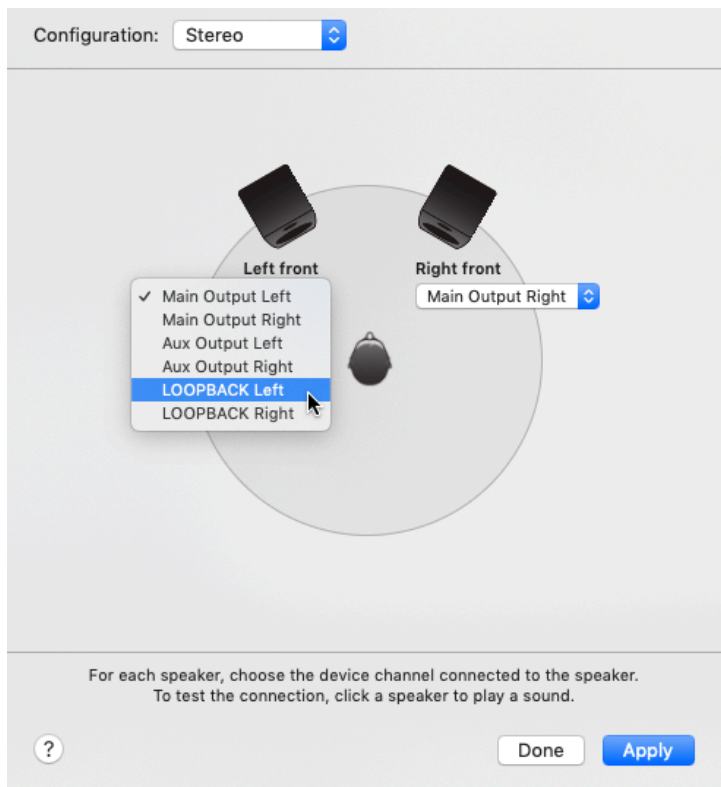 Configuration: Stereo
Left front
Right front
✓ Main Output Left
Main Output Right
Aux Output Left
Aux Output Right
LOOPBACK Left
LOOPBACK Right
Main Output Right
For each speaker, choose the device channel connected to the speaker.
To test the connection, click a speaker to play a sound.
?
Done
Apply